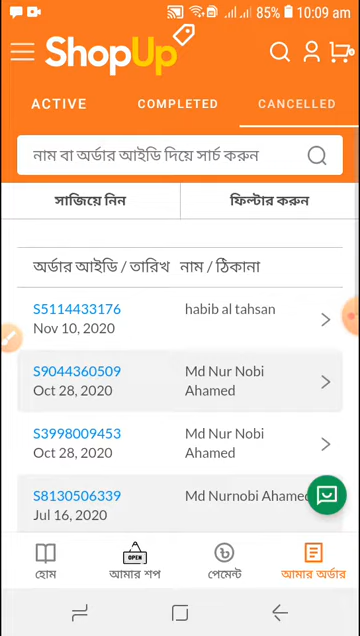 85% 10:09 am
ShopUp
0
ACTIVE COMPLETED CANCELLED
নাম বা অর্ডার আইডি দিয়ে সার্চ করুন
সাজিয়ে নিন ফিল্টার করুন
অর্ডার আইডি / তারিখ নাম / ঠিকানা
S5114433176 habib al tahsan
Nov 10, 2020
S9044360509 Md Nur Nobi
Oct 28, 2020 Ahamed
S3998009453 Md Nur Nobi
Oct 28, 2020 Ahamed
S8130506339 Md Nurnobi Ahamed
Jul 16, 2020
OPEN
হোম আমার শপ পেমেন্ট আমার অর্ডার